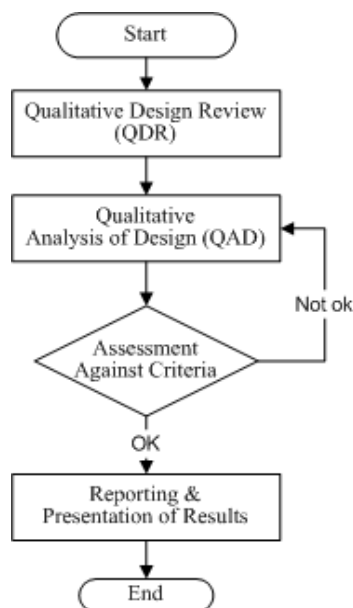 Start
Qualitative Design Review
(QDR)
Qualitative
Analysis of Design (QAD)
Not ok
Assessment
Against Criteria
OK
Reporting &
Presentation of Results
End